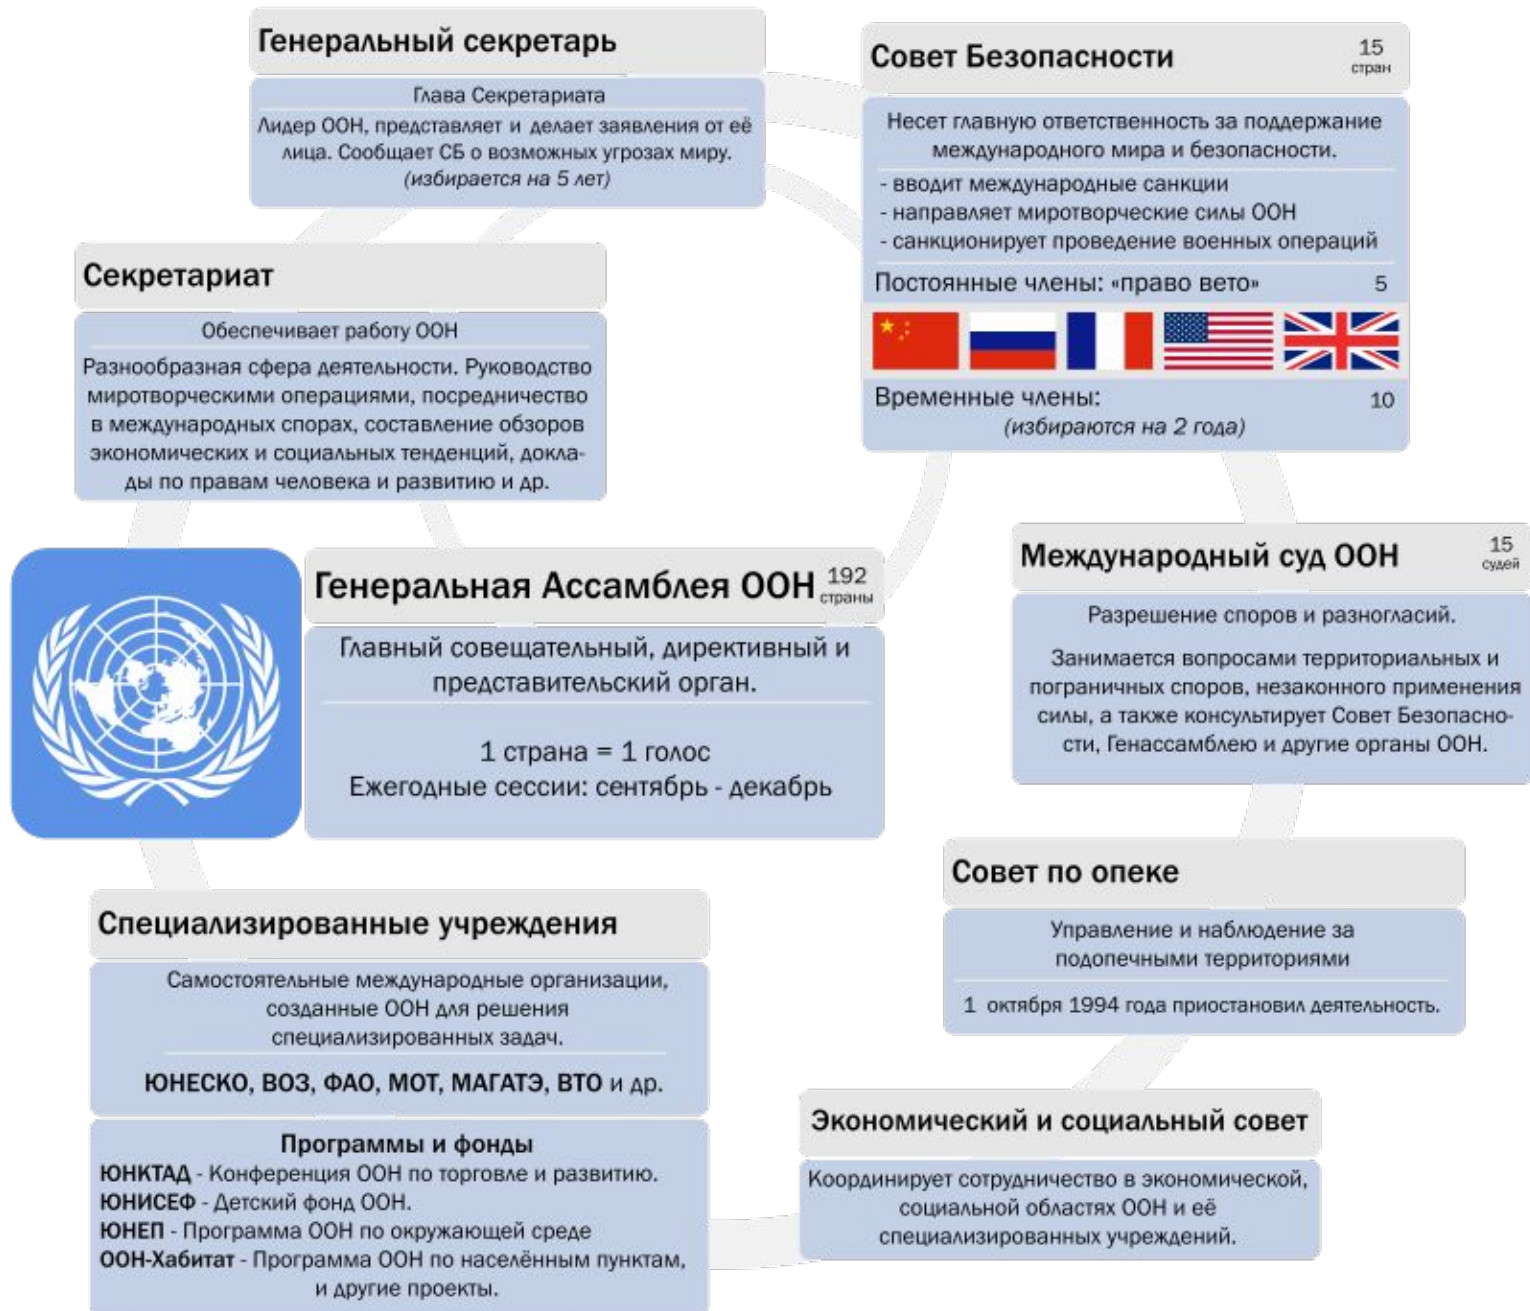 Генеральный секретарь
Глава Секретариата
Лидер ООН, представляет и делает заявления от её
лица. Сообщает СБ о возможных угрозах миру.
(избирается на 5 лет)
Совет Безопасности
15
стран
Несет главную ответственность за поддержание
международного мира и безопасности.
- вводит международные санкции
- направляет миротворческие силы ООН
- санкционирует проведение военных операций
Постоянные члены: «право вето» 5
Временные члены: 10
(избираются на 2 года)
Секретариат
Обеспечивает работу ООН
Разнообразная сфера деятельности. Руководство
миротворческими операциями, посредничество
в международных спорах, составление обзоров
экономических и социальных тенденций, докла-
ды по правам человека и развитию и др.
Генеральная Ассамблея ООН
192
страны
Главный совещательный, директивный и
представительский орган.
1 страна = 1 голос
Ежегодные сессии: сентябрь - декабрь
Международный суд ООН
15
судей
Разрешение споров и разногласий.
Занимается вопросами территориальных и
пограничных споров, незаконного применения
силы, а также консультирует Совет Безопасно-
сти, Генассамблею и другие органы ООН.
Совет по опеке
Управление и наблюдение за
подопечными территориями
1 октября 1994 года приостановил деятельность.
Специализированные учреждения
Самостоятельные международные организации,
созданные ООН для решения
специализированных задач.
ЮНЕСКО, ВОЗ, ФАО, МОТ, МАГАТЭ, ВТО и др.
Программы и фонды
ЮНКТАД - Конференция ООН по торговле и развитию.
ЮНИСЕФ - Детский фонд ООН.
ЮНЕП - Программа ООН по окружающей среде
ООН-Хабитат - Программа ООН по населённым пунктам,
и другие проекты.
Экономический и социальный совет
Координирует сотрудничество в экономической,
социальной областях ООН и её
специализированных учреждений.